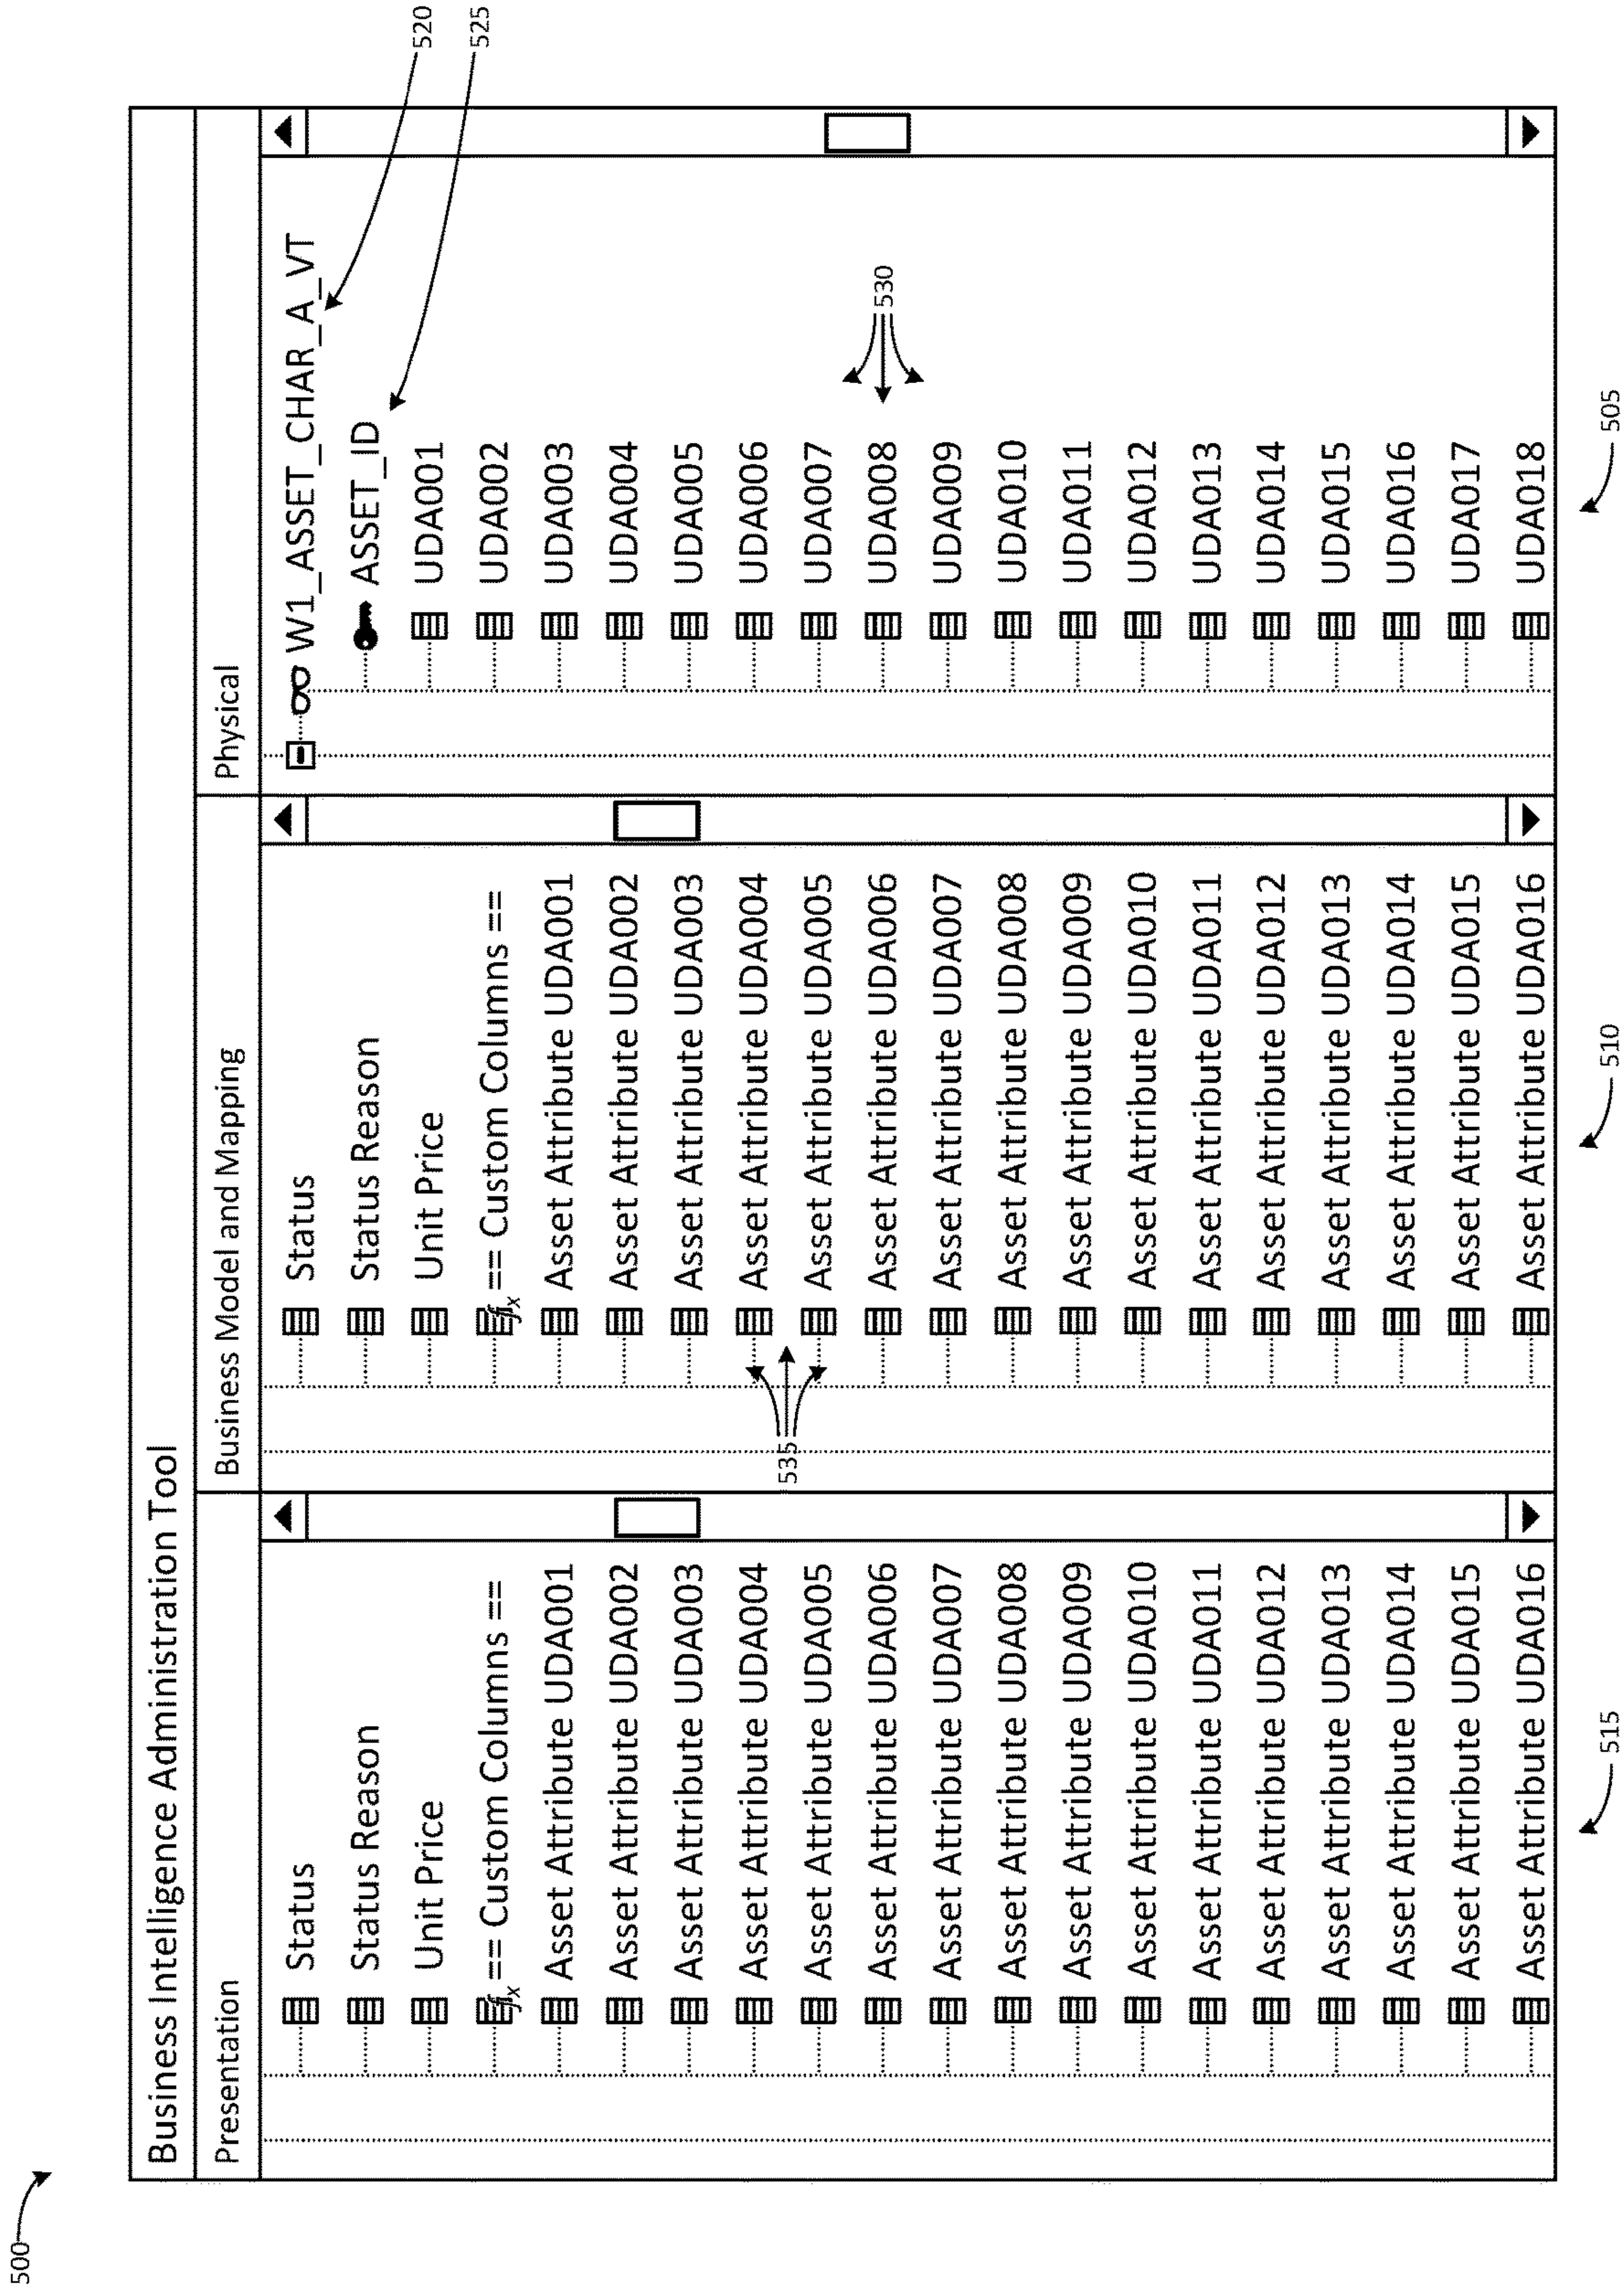 500
Business Intelligence Administration Tool
Presentation
Status
Status Reason
Unit Price
fx == Custom Columns ==
Asset Attribute UDA001
Asset Attribute UDA002
Asset Attribute UDA003
Asset Attribute UDA004
Asset Attribute UDA005
Asset Attribute UDA006
Asset Attribute UDA007
Asset Attribute UDA008
Asset Attribute UDA009
Asset Attribute UDA010
Asset Attribute UDA011
Asset Attribute UDA012
Asset Attribute UDA013
Asset Attribute UDA014
Asset Attribute UDA015
Asset Attribute UDA016
515
Business Model and Mapping
Status
Status Reason
Unit Price
fx == Custom Columns ==
Asset Attribute UDA001
Asset Attribute UDA002
Asset Attribute UDA003
Asset Attribute UDA004
Asset Attribute UDA005
Asset Attribute UDA006
Asset Attribute UDA007
Asset Attribute UDA008
Asset Attribute UDA009
Asset Attribute UDA010
Asset Attribute UDA011
Asset Attribute UDA012
Asset Attribute UDA013
Asset Attribute UDA014
Asset Attribute UDA015
Asset Attribute UDA016
535
510
Physical
W1_ASSET_CHAR_A_VT
ASSET_ID
UDA001
UDA002
UDA003
UDA004
UDA005
UDA006
UDA007
UDA008
UDA009
UDA010
UDA011
UDA012
UDA013
UDA014
UDA015
UDA016
UDA017
UDA018
520
525
530
505